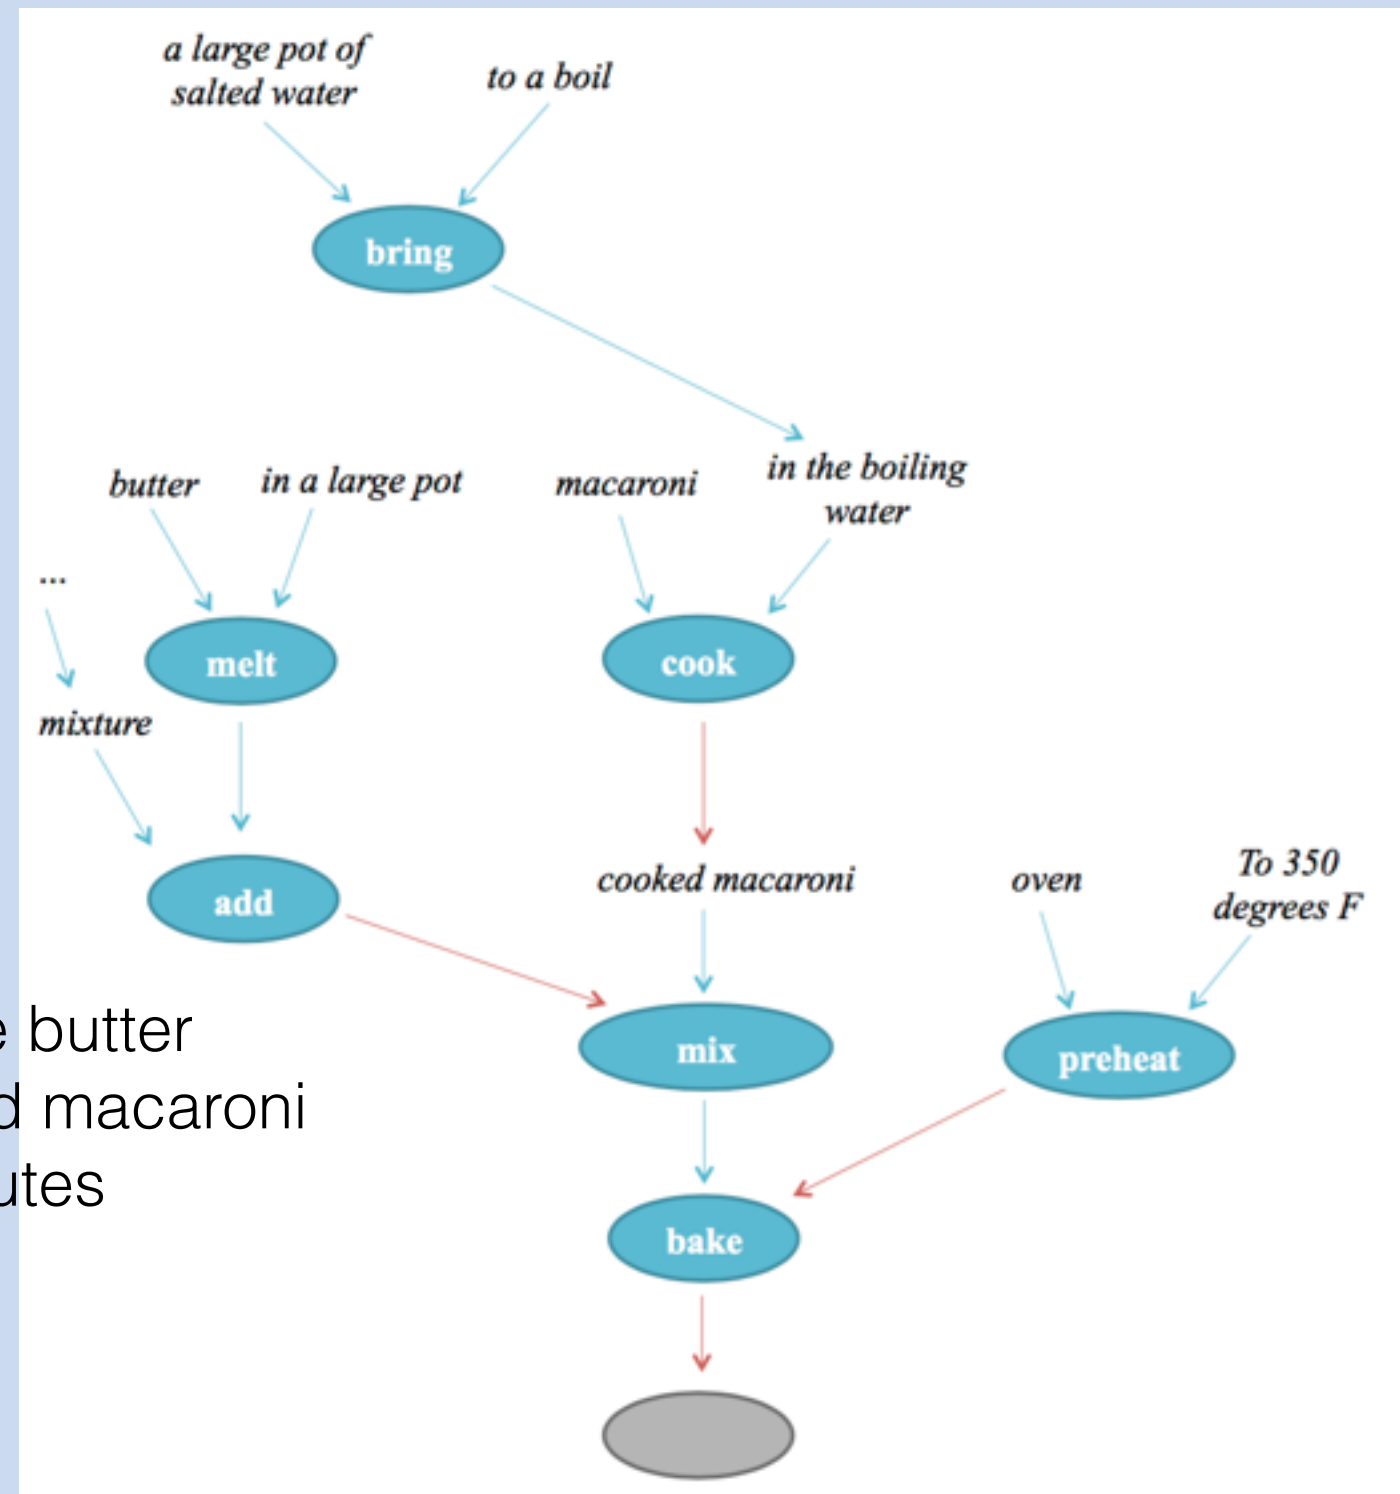 a large pot of
salted water
to a boil
bring
butter
in a large pot
macaroni
in the boiling
water
...
melt
cook
mixture
add
cooked macaroni
oven
To 350
degrees F
mix
preheat
butter
macaroni
bake